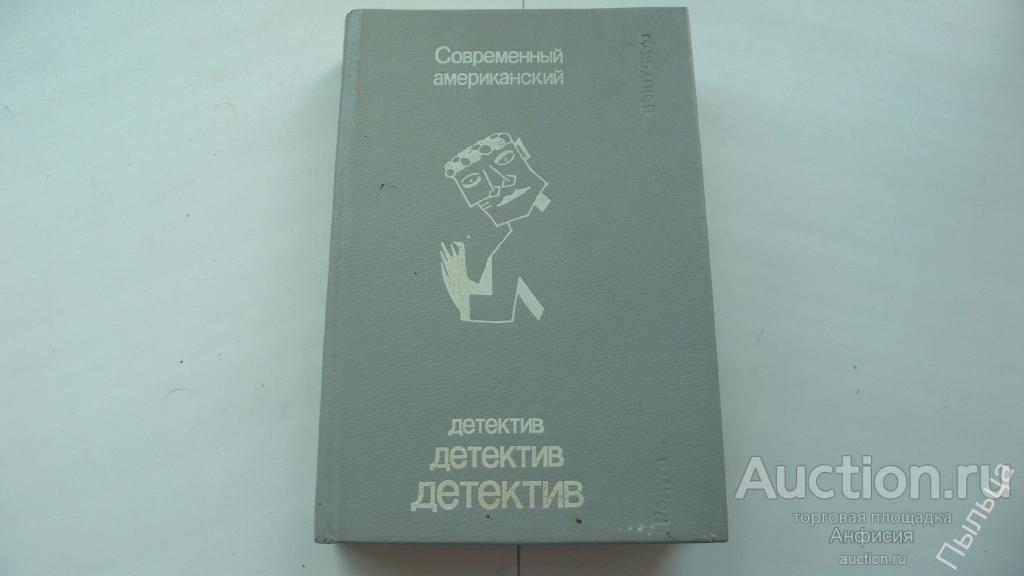 Современный
американский
детектив
детектив
детектив
Auction.ru
торговая площадка
Анфисия
auction.ru
Пыльца